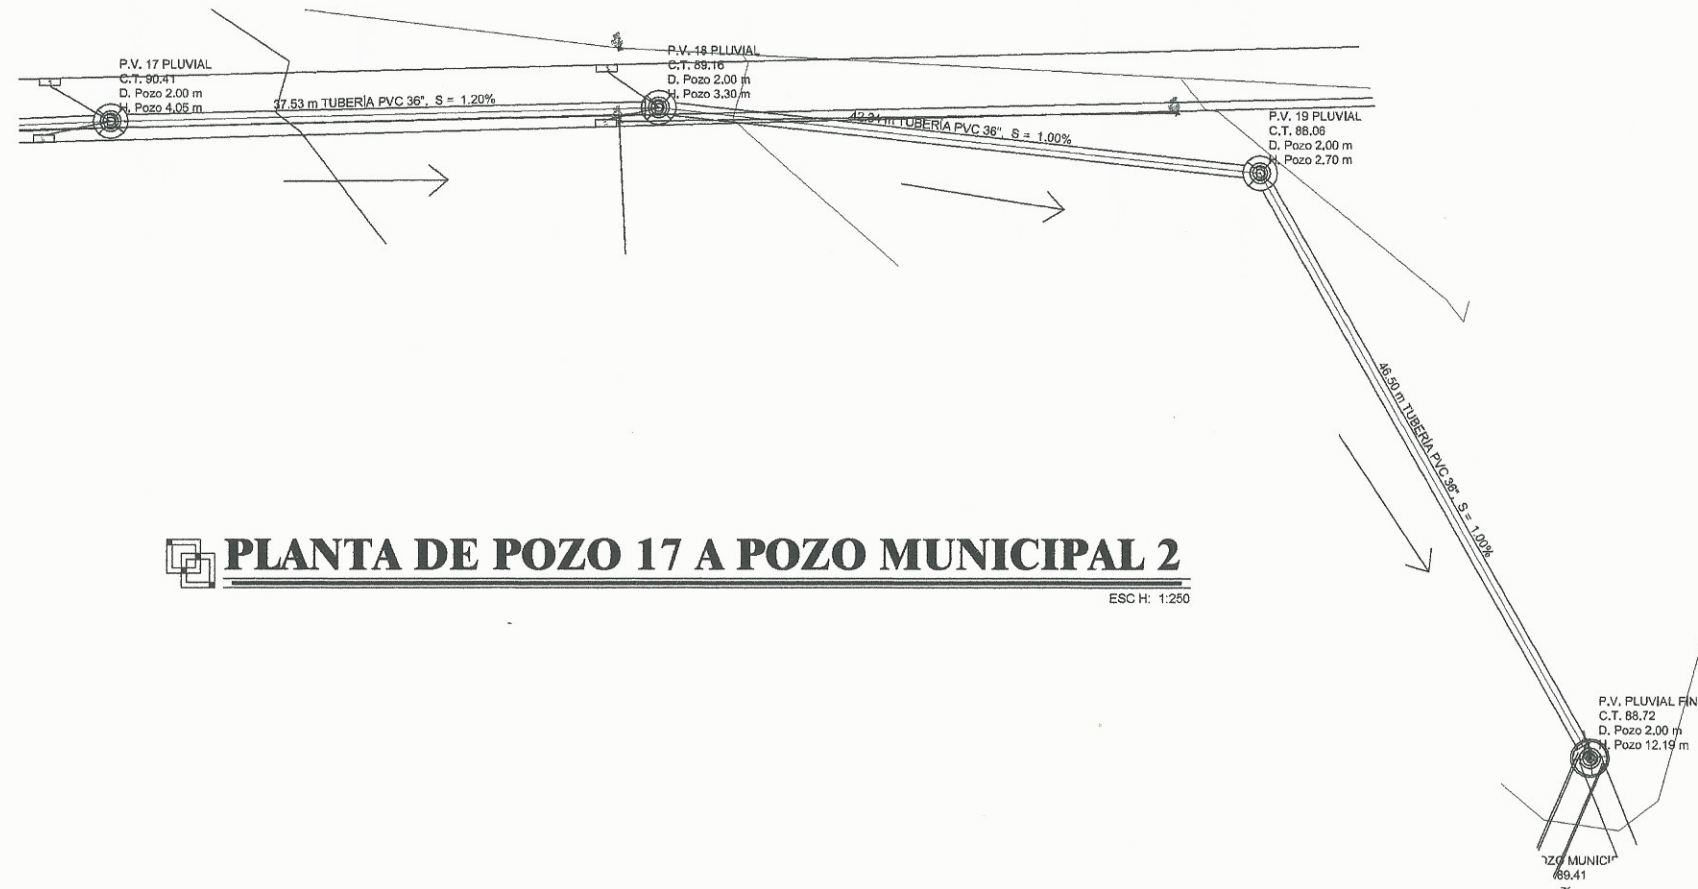 P.V. 17 PLUVIAL
C.T. 90.41
D. Pozo 2.00 m
H. Pozo 4.05 m
37.53 m TUBERÍA PVC 36", S = 1.20%
P.V. 18 PLUVIAL
C.T. 89.16
D. Pozo 2.00 m
H. Pozo 3.30 m
m TUBERÍA PVC 36", S = 1.00%
P.V. 19 PLUVIAL
C.T. 88.06
D. Pozo 2.00 m
H. Pozo 2.70 m
46.50 m TUBERÍA PVC 36", S = 1.00%
PLANTA DE POZO 17 A POZO MUNICIPAL 2
ESC H: 1:250
P.V. PLUVIAL FIN
C.T. 88.72
D. Pozo 2.00 m
H. Pozo 12.19 m
OZO MUNICIP
89.41